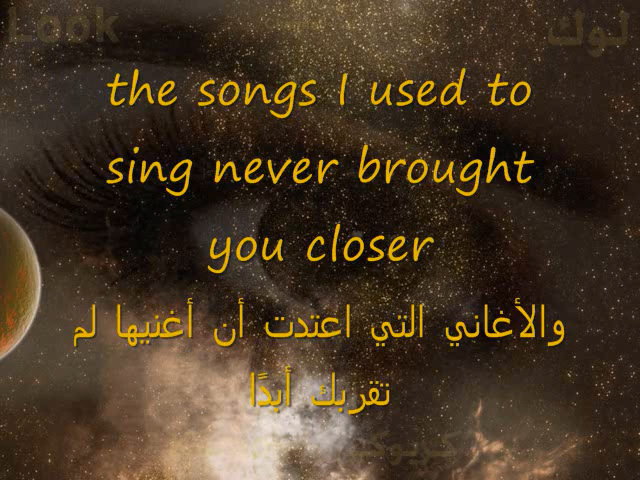 Look لوك
the songs I used to
sing never brought
you closer
والأغاني التي اعتدت أن أغنيها لم
تقربك أبدًا